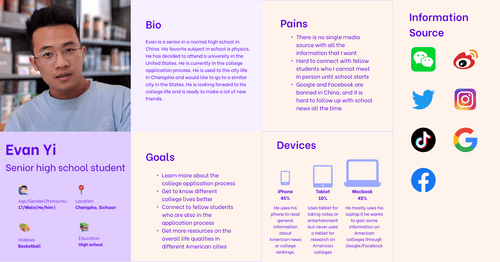 Bio
Evan is a senior in a normal high school in
China. His favorite subject in school is physics.
He has decided to attend a university in the
United States. He is currently in the college
application process. He is used to the city life
in Changsha and would like to go to a similar
city in the US. He is looking forward to his
college life and is ready to make a lot of new
friends.
Pains
• There is no single media
source with all the
information that I want
• Hard to connect with fellow
students who I cannot meet
in person until school starts
• Google and Facebook are
banned in China, and it is
hard to follow up with school
news all the time
Information
Source
Evan Yi
Senior high school student
Age/Gender(Pronouns)
17/Male(He/him)
Location
Changsha, Sichuan
Hobbies
Basketball
Education
High school
Goals
• Learn more about the
college application process
• Get to know different
college lives better
• Connect to fellow students
who are also in the
application process
• Get more resources on the
overall life qualities in
different American cities
Devices
iPhone
45%
He uses his
phone to read
general
information
about
American news
or college
rankings.
Tablet
10%
Uses tablet for
taking notes or
entertainment
but never uses
a tablet for
research on
American
colleges
Macbook
45%
He mostly uses his
laptop if he wants
to gain some
information on
American
colleges through
Google/Facebook